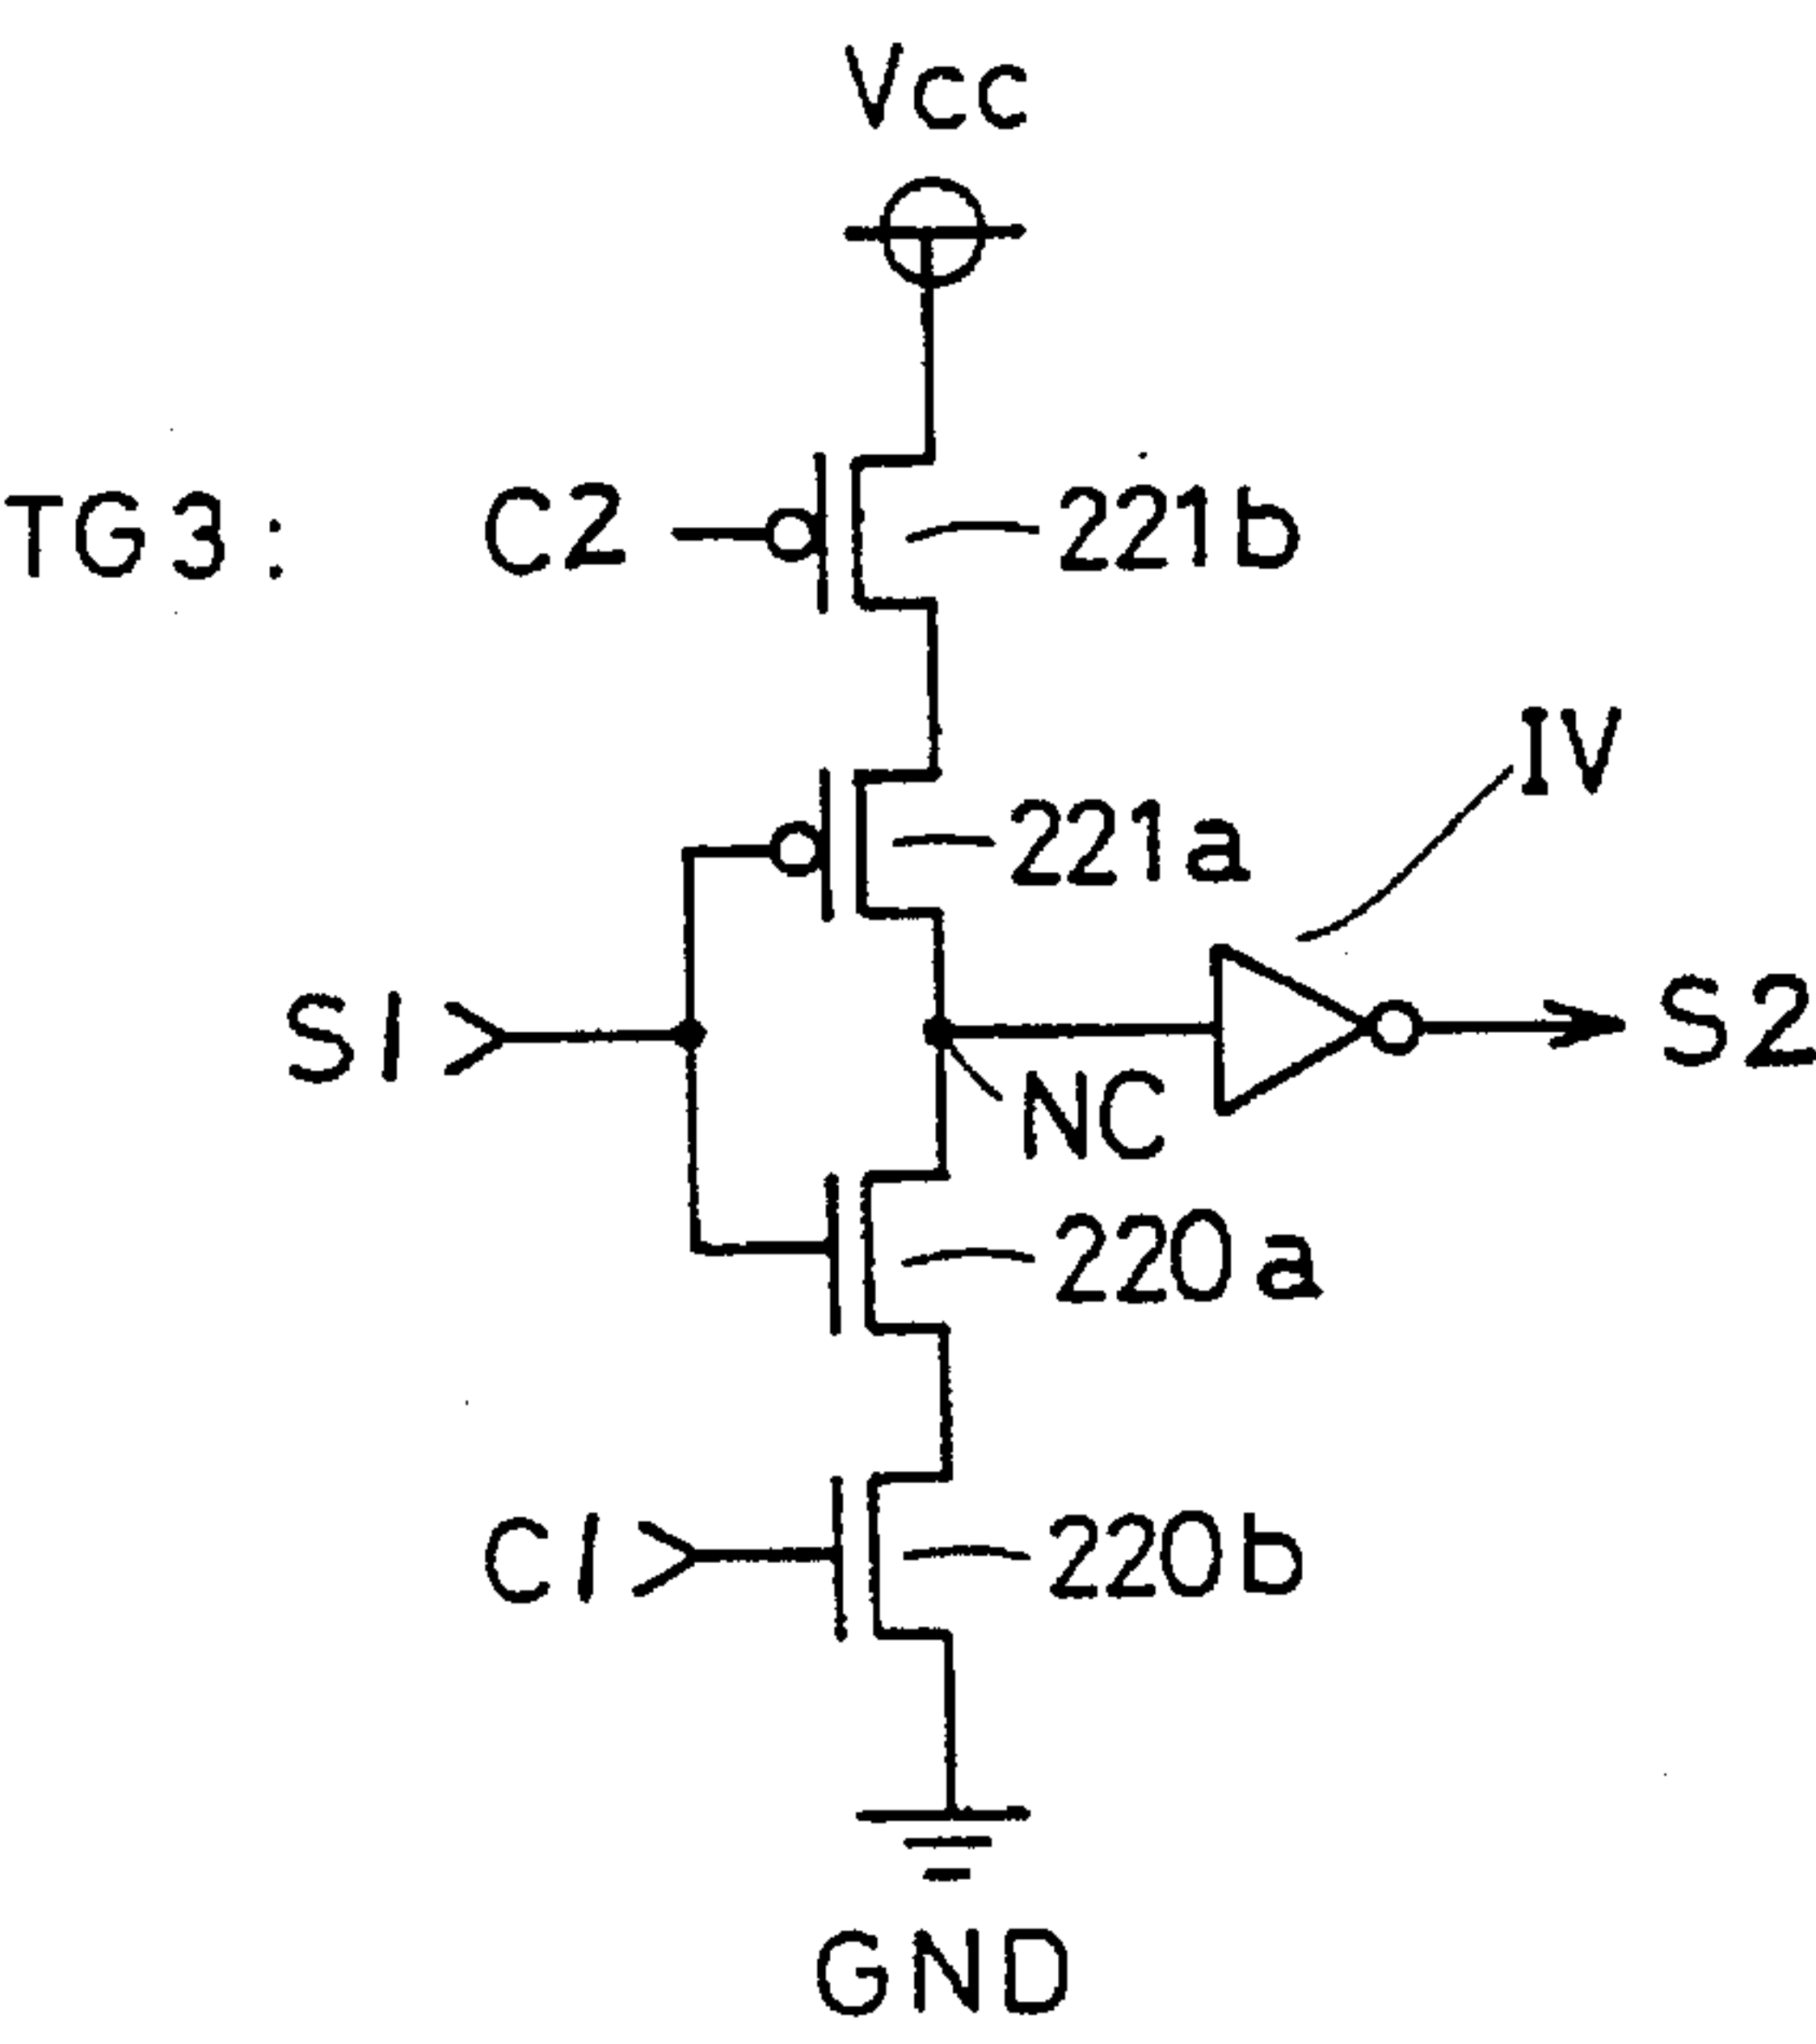 Vcc
TG3 : C2 221b
IV
221a
S1 S2
NC
220a
C1 220b
GND